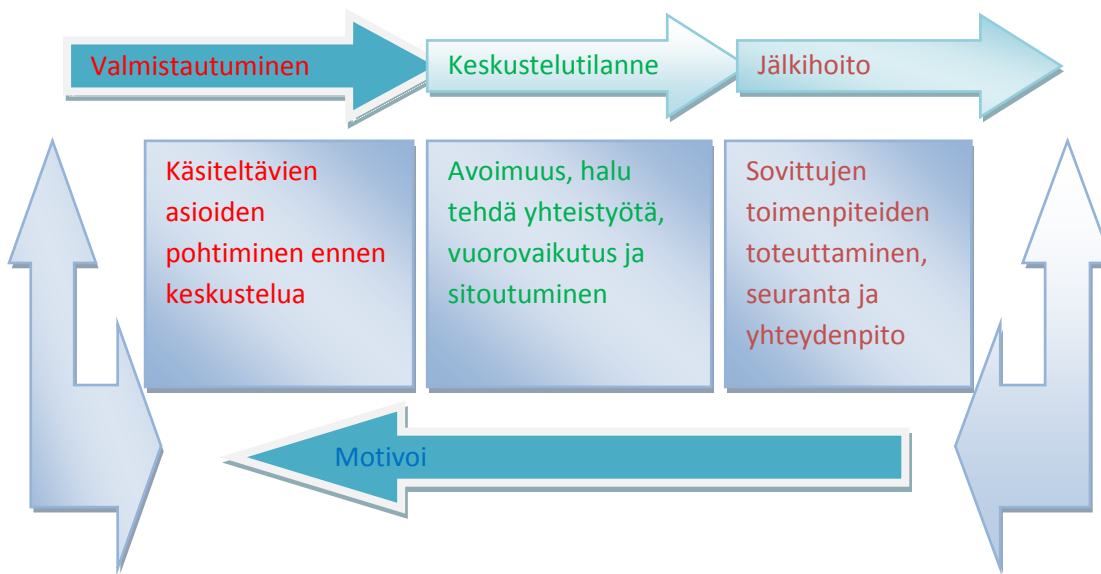 Valmistautuminen
Keskustelutilanne
Jälkihoito
Käsiteltävien
asioiden
pohtiminen ennen
keskustelua
Avoimuus, halu
tehdä yhteistyötä,
vuorovaikutus ja
sitoutuminen
Sovittujen
toimenpiteiden
toteuttaminen,
seuranta ja
yhteydenpito
Motivoi